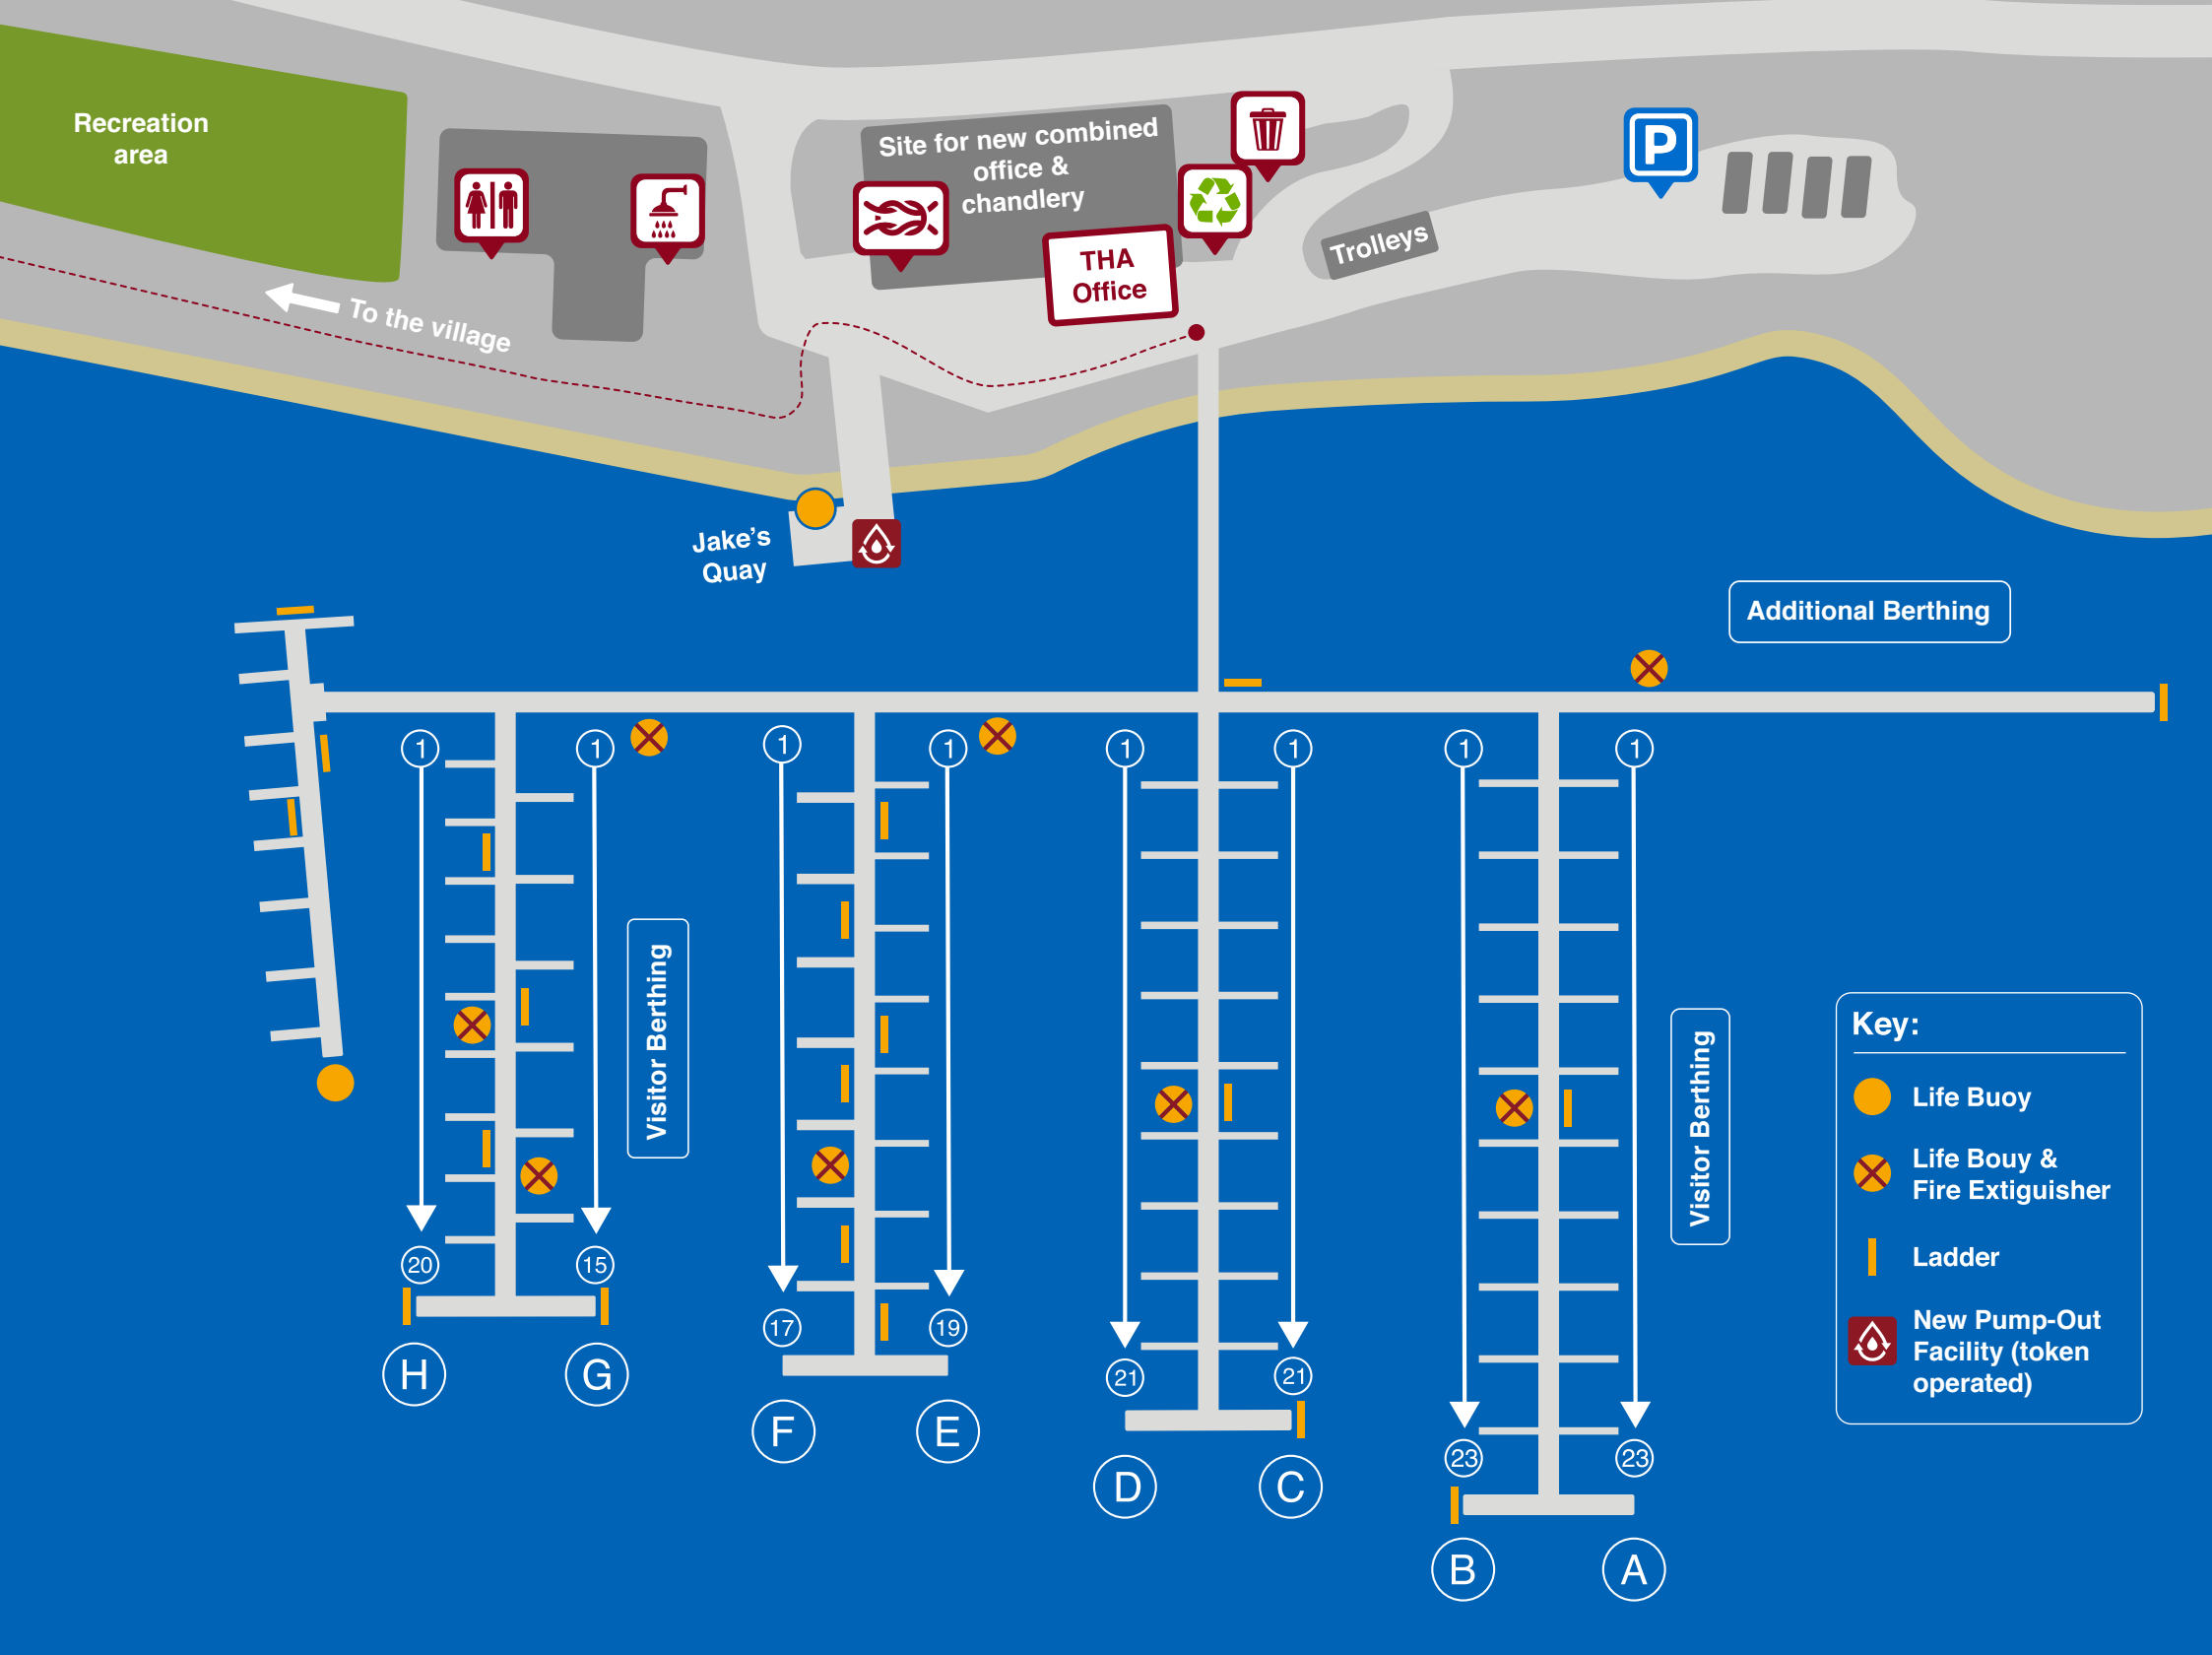 Recreation
area
Site for new combined
office &
chandlery
P
THA
Office
Trolleys
To the village
Jake’s
Quay
Additional Berthing
1
1
1
1
1
1
1
1
Visitor Berthing
Visitor Berthing
20
15
17
19
21
21
23
23
H
G
F
E
D
C
B
A
Key:
Life Buoy
Life Bouy &
Fire Extiguisher
Ladder
New Pump-Out
Facility (token
operated)